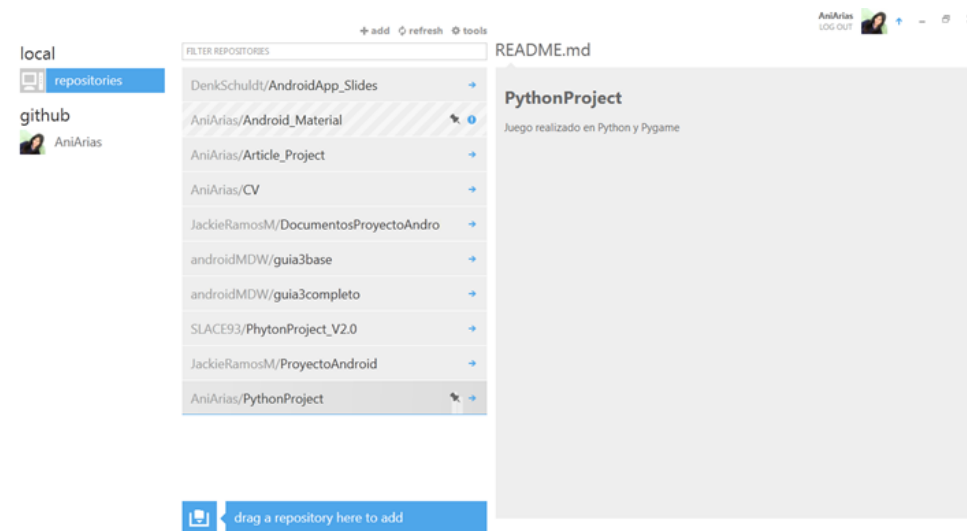 AniArias
LOG OUT
+ add refresh tools
local
FILTER REPOSITORIES
README.md
repositories
github
AniArias
DenkSchuldt/AndroidApp_Slides
AniArias/Android_Material
AniArias/Article_Project
AniArias/CV
JackieRamosM/DocumentosProyectoAndro
androidMDW/guia3base
androidMDW/guia3completo
SLACE93/PhytonProject_V2.0
JackieRamosM/ProyectoAndroid
AniArias/PythonProject
PythonProject
Juego realizado en Python y Pygame
drag a repository here to add